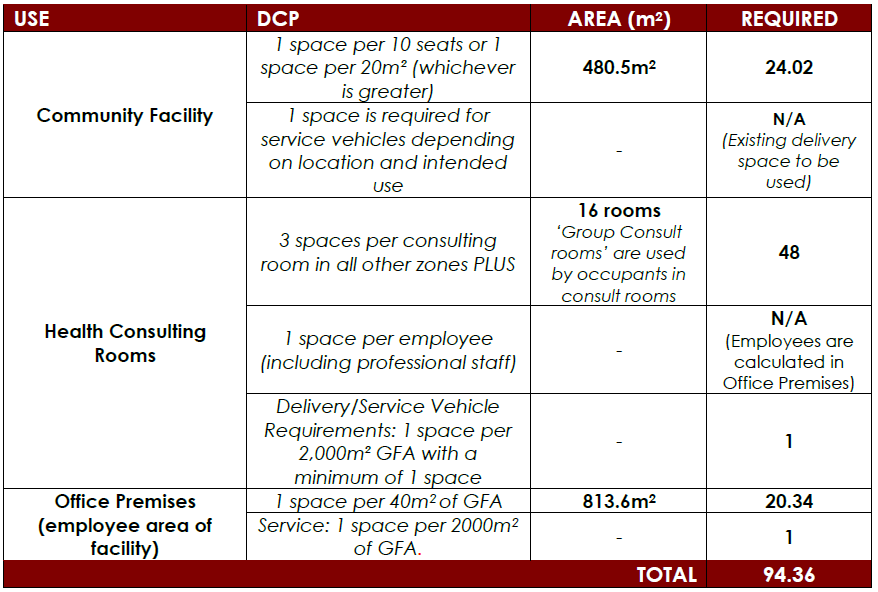 USE DCP AREA (m²) REQUIRED
Community Facility
1 space per 10 seats or 1
space per 20m² (whichever
is greater)
480.5m²
24.02
1 space is required for
service vehicles depending
on location and intended
use
-
N/A
(Existing delivery
space to be
used)
Health Consulting
Rooms
3 spaces per consulting
room in all other zones PLUS
16 rooms
‘Group Consult
rooms’ are used
by occupants in
consult rooms
48
1 space per employee
(including professional staff)
-
N/A
(Employees are
calculated in
Office Premises)
Delivery/Service Vehicle
Requirements: 1 space per
2,000m² GFA with a
minimum of 1 space
-
1
Office Premises
(employee area of
facility)
1 space per 40m² of GFA
813.6m²
20.34
Service: 1 space per 2000m²
of GFA.
-
1
TOTAL 94.36